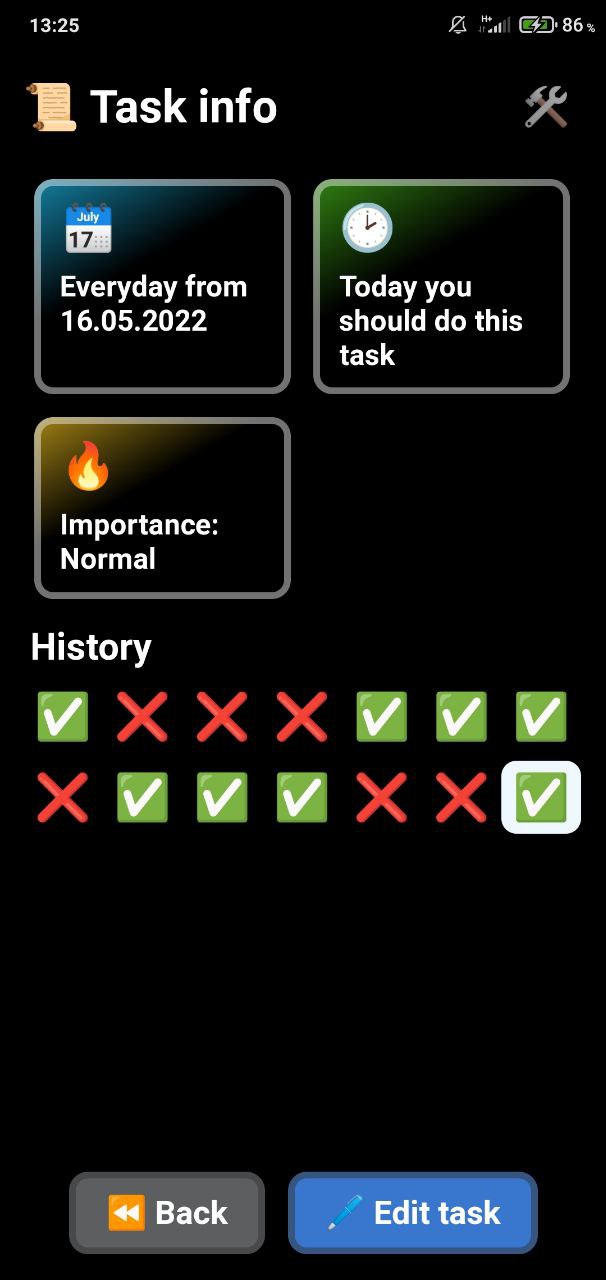 13:25
H+
86 %
Task info
July
17
Everyday from
16.05.2022
Today you
should do this
task
Importance:
Normal
History
Back
Edit task